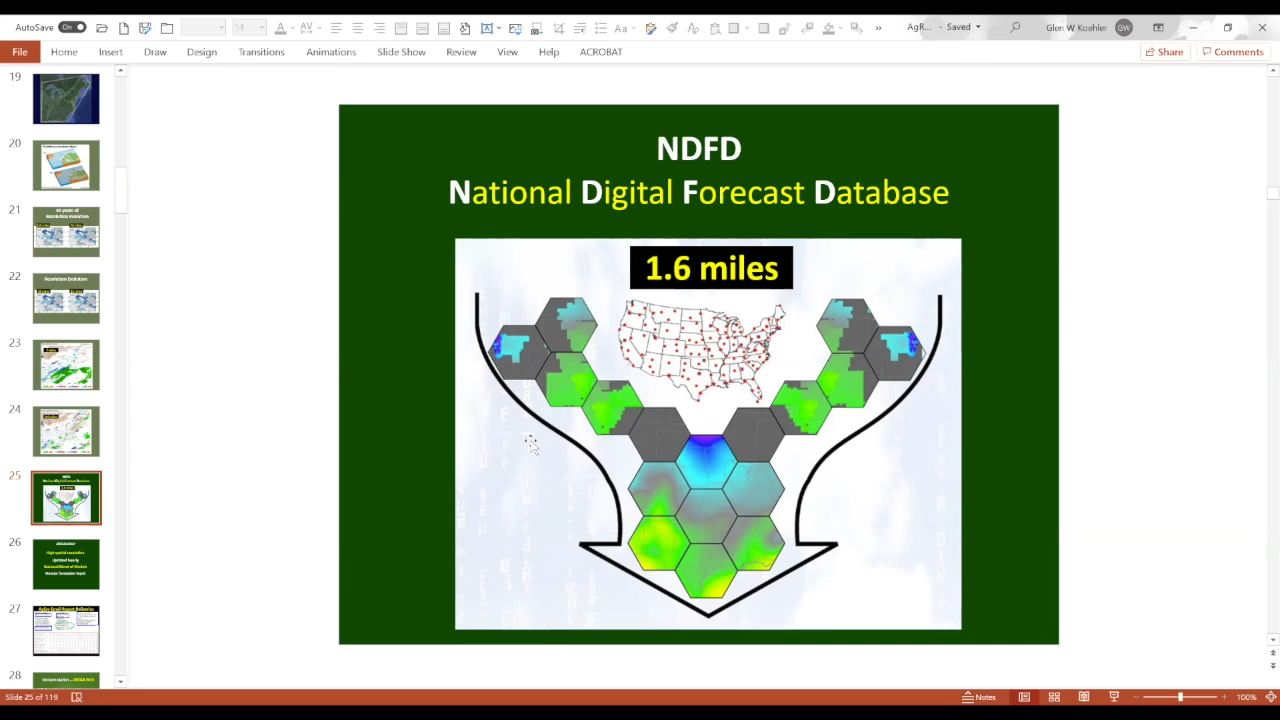 AutoSave On
14
Aa
AgR... - Saved
Glen W Koehler GW
File Home Insert Draw Design Transitions Animations Slide Show Review View Help ACROBAT
Share Comments
19
20
21
22
23
24
25
26
27
28
NDFD
National Digital Forecast Database
1.6 miles
Slide 25 of 119
Notes
100%